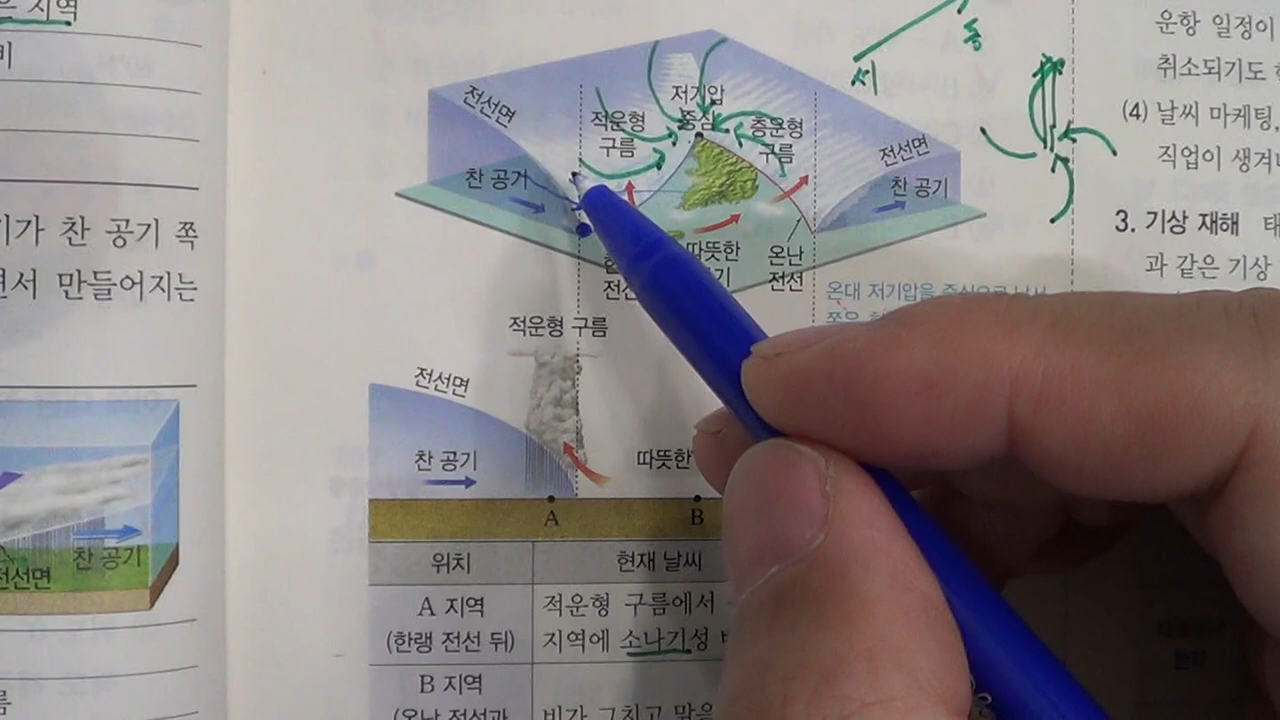 은 지역
비
기가 찬 공기 쪽
면서 만들어지는
찬 공기
전선면
전선면
적운형
구름
저기압
중심
층운형
구름
전선면
찬 공기
찬 공기
따뜻한
온난
전선
온대 저기압을 중심으로
서
동
적운형 구름
전선면
찬 공기
따뜻한
A
B
위치
현재 날씨
A 지역
(한랭 전선 뒤)
적운형 구름에서
지역에 소나기성
B 지역
(온난 전선과
비가 그치고 맑은
운항 일정이
취소되기도
(4) 날씨 마케팅,
직업이 생겨
3. 기상 재해
과 같은 기상